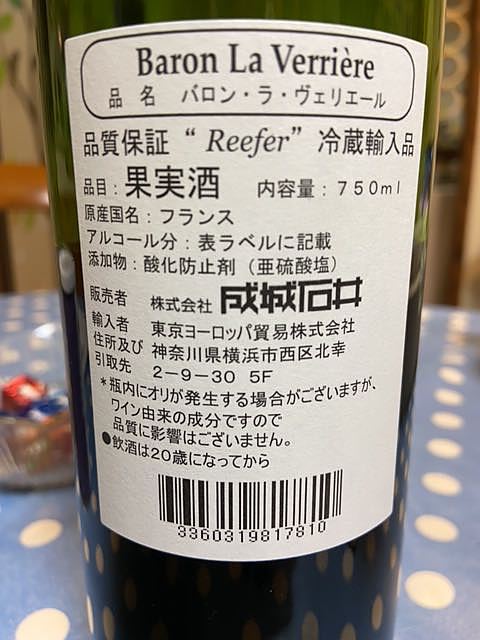 Baron La Verrière
品 名 バロン・ラ・ヴェリエール
品質保証 “ Reefer” 冷蔵輸入品
品目：果実酒 内容量：７５０ｍｌ
原産国名：フランス
アルコール分：表ラベルに記載
添加物：酸化防止剤（亜硫酸塩）
販売者 株式会社 成城石井
輸入者 東京ヨーロッパ貿易株式会社
住所及び 神奈川県横浜市西区北幸
引取先 ２－９－３０ ５Ｆ
＊瓶内にオリが発生する場合がございますが、
ワイン由来の成分ですので
品質に影響はございません。
●飲酒は20歳になってから
3360319817810